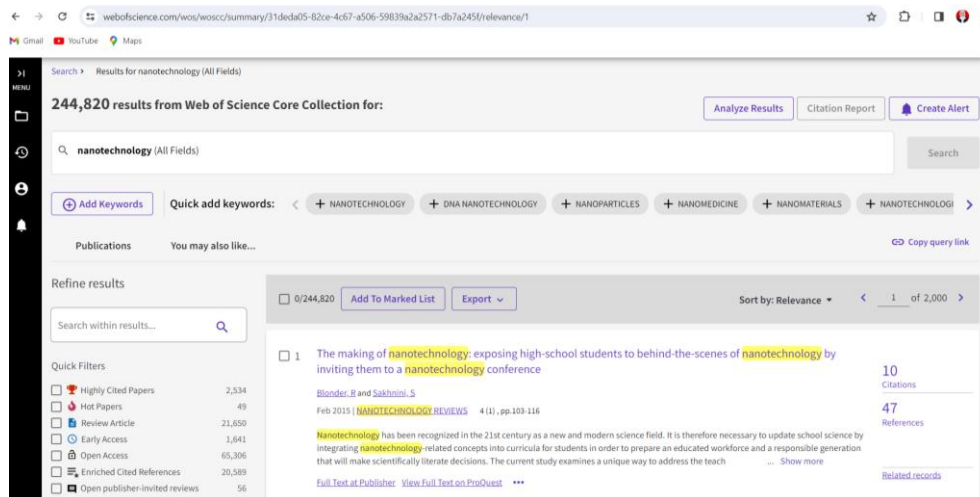 webofscience.com/wos/woscc/summary/31deda05-82ce-4c67-a506-59839a2a2571-db7a245f/relevance/1
Gmail YouTube Maps
MENU
Search > Results for nanotechnology (All Fields)
244,820 results from Web of Science Core Collection for:
Analyze Results Citation Report Create Alert
nanotechnology (All Fields)
Search
Add Keywords Quick add keywords: + NANOTECHNOLOGY + DNA NANOTECHNOLOGY + NANOPARTICLES + NANOMEDICINE + NANOMATERIALS + NANOTECHNOLOGI
Publications You may also like...
Copy query link
Refine results
0/244,820 Add To Marked List Export Sort by: Relevance 1 of 2,000
Search within results...
Quick Filters
Highly Cited Papers 2,534
Hot Papers 49
Review Article 21,650
Early Access 1,641
Open Access 65,306
Enriched Cited References 20,589
Open publisher-invited reviews 56
1 The making of nanotechnology: exposing high-school students to behind-the-scenes of nanotechnology by
inviting them to a nanotechnology conference
Blonder, R and Sakhnini, S
Feb 2015 | NANOTECHNOLOGY REVIEWS 4 (1) , pp.103-116
Nanotechnology has been recognized in the 21st century as a new and modern science field. It is therefore necessary to update school science by
integrating nanotechnology-related concepts into curricula for students in order to prepare an educated workforce and a responsible generation
that will make scientifically literate decisions. The current study examines a unique way to address the teach ... Show more
Full Text at Publisher View Full Text on ProQuest
10
Citations
47
References
Related records